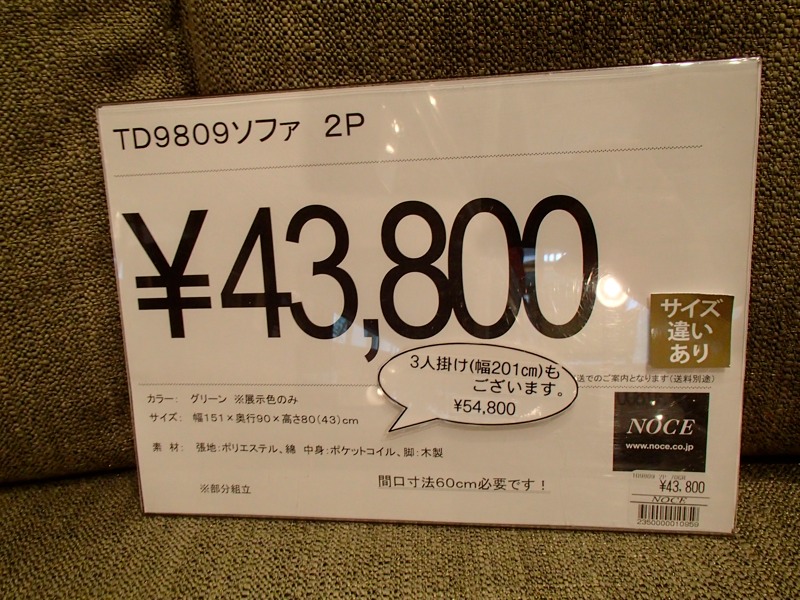 TD9809ソファ 2P
¥43,800
サイズ
違い
あり
3人掛け(幅201cm)も
ございます。
¥54,800
送でのご案内となります(送料別途)
カラー: グリーン ※展示色のみ
サイズ: 幅151×奥行90×高さ80(43)cm
素 材: 張地:ポリエステル、綿 中身:ポケットコイル、脚:木製
※部分組立
間口寸法60cm必要です!
NOCE
www.noce.co.jp
¥43,800
NOCE
2350000010959